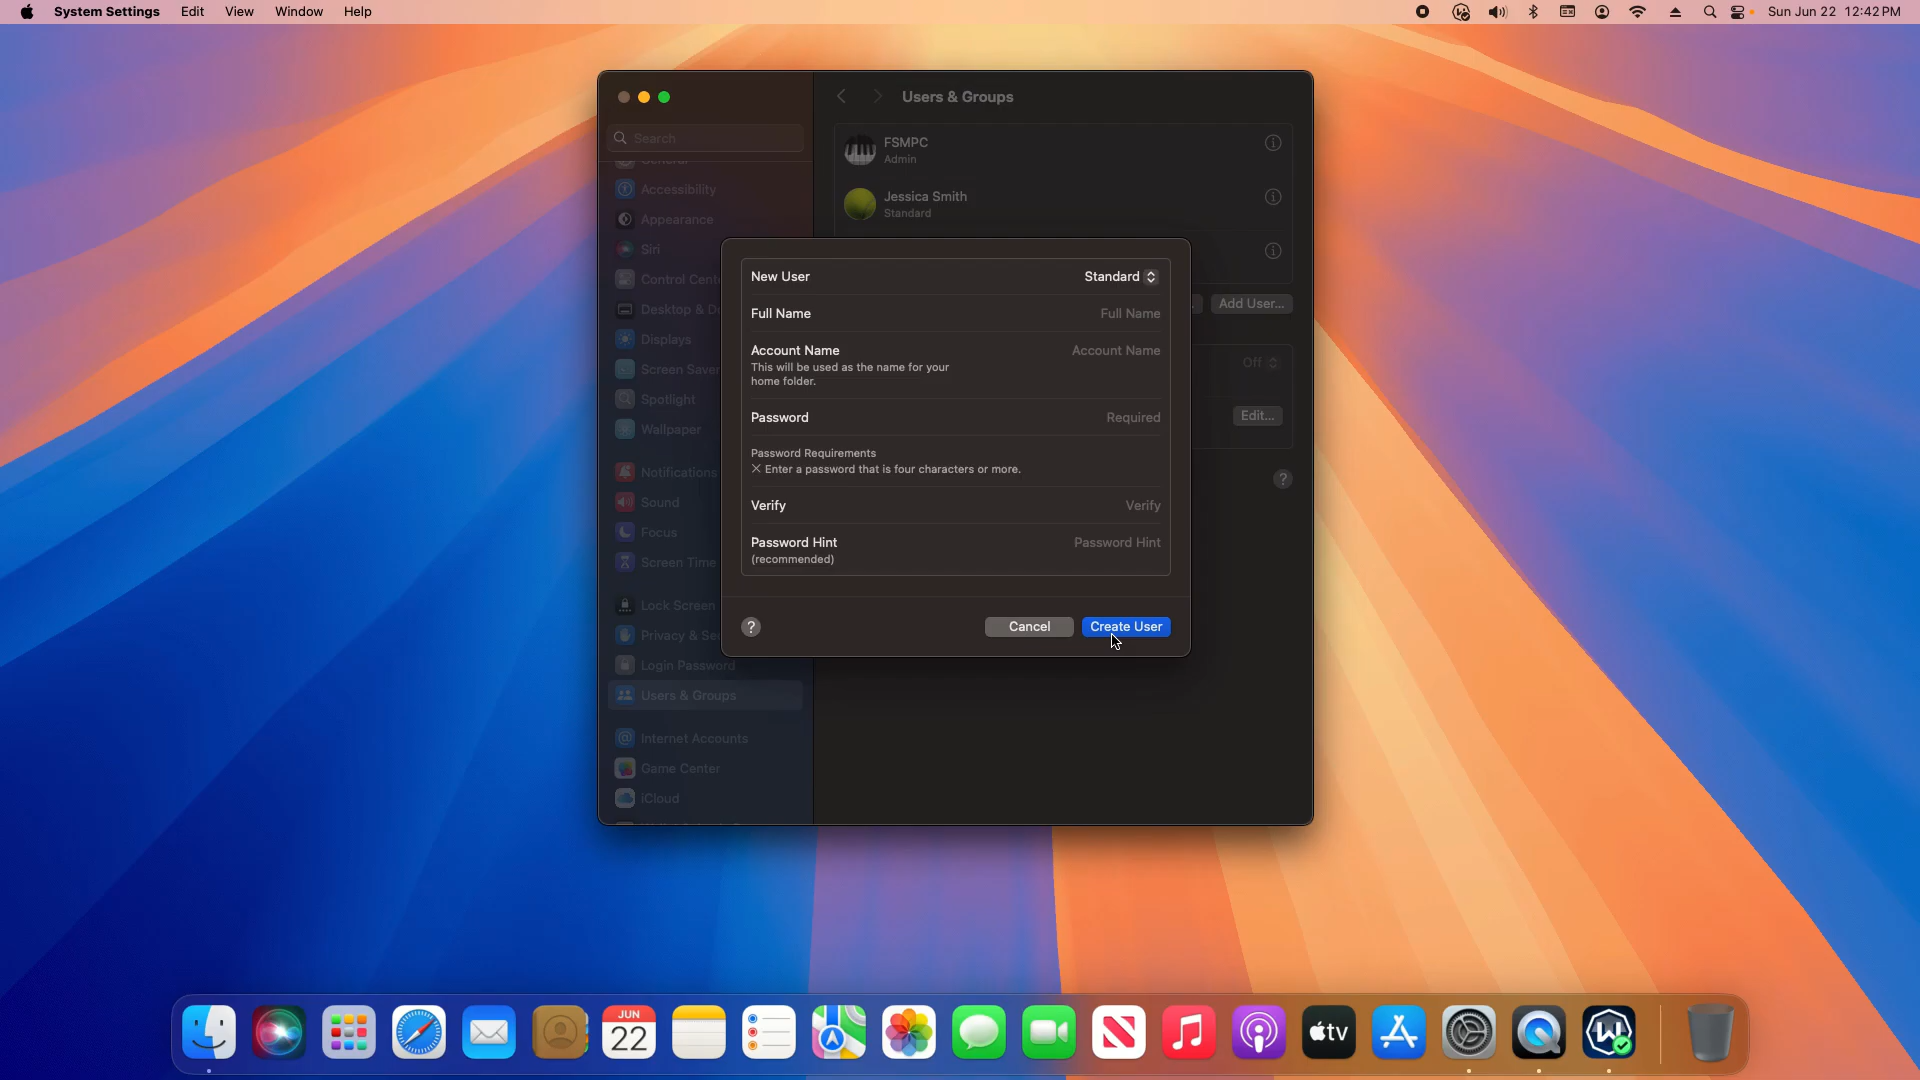 System Settings Edit View Window Help
Sun Jun 22 12:42 PM
Search
General
Accessibility
Appearance
Siri
Control Cent
Desktop & Do
Displays
Screen Saver
Spotlight
Wallpaper
Notifications
Sound
Focus
Screen Time
Lock Screen
Privacy & Sec
Login Password
Users & Groups
Internet Accounts
Game Center
iCloud
Users & Groups
FSMPC
Admin
Jessica Smith
Standard
Add User...
Off
Edit...
?
New User Standard
Full Name Full Name
Account Name Account Name
This will be used as the name for your
home folder.
Password Required
Password Requirements
Enter a password that is four characters or more.
Verify Verify
Password Hint Password Hint
(recommended)
? Cancel Create User
JUN
22
tv